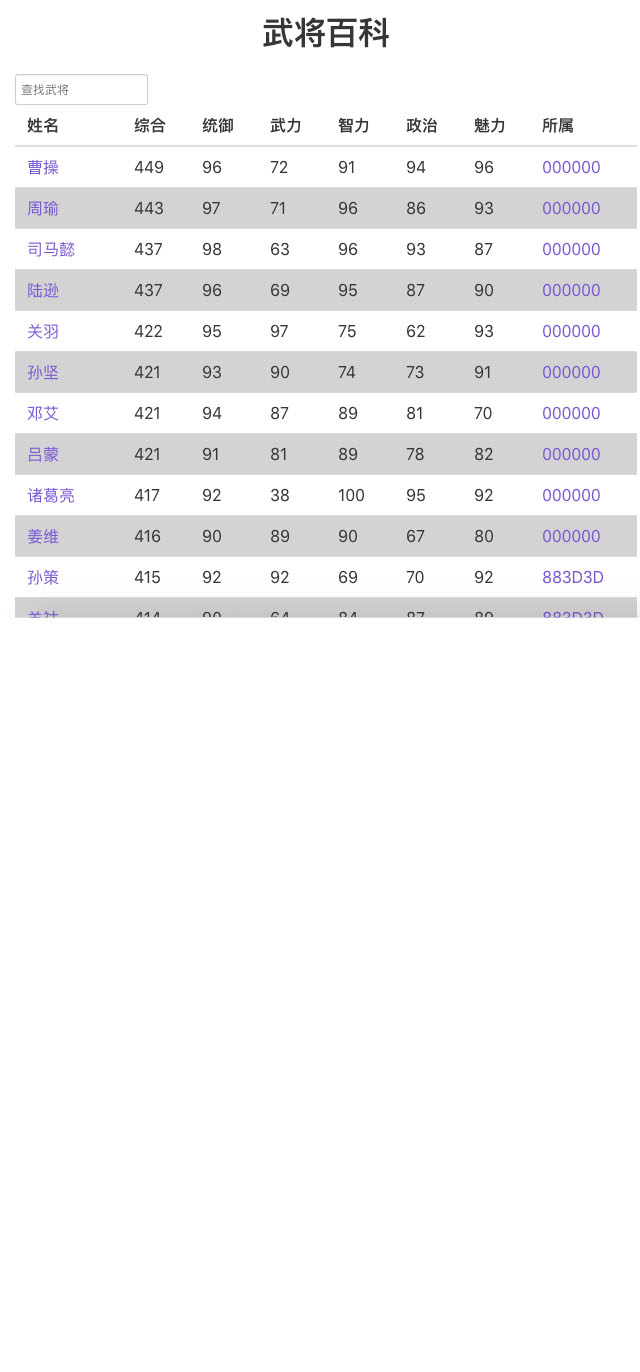 武将百科
查找武将
姓名 综合 统御 武力 智力 政治 魅力 所属
曹操 449 96 72 91 94 96 000000
周瑜 443 97 71 96 86 93 000000
司马懿 437 98 63 96 93 87 000000
陆逊 437 96 69 95 87 90 000000
关羽 422 95 97 75 62 93 000000
孙坚 421 93 90 74 73 91 000000
邓艾 421 94 87 89 81 70 000000
吕蒙 421 91 81 89 78 82 000000
诸葛亮 417 92 38 100 95 92 000000
姜维 416 90 89 90 67 80 000000
孙策 415 92 92 69 70 92 883D3D
414 90 64 84 87 89 883D3D